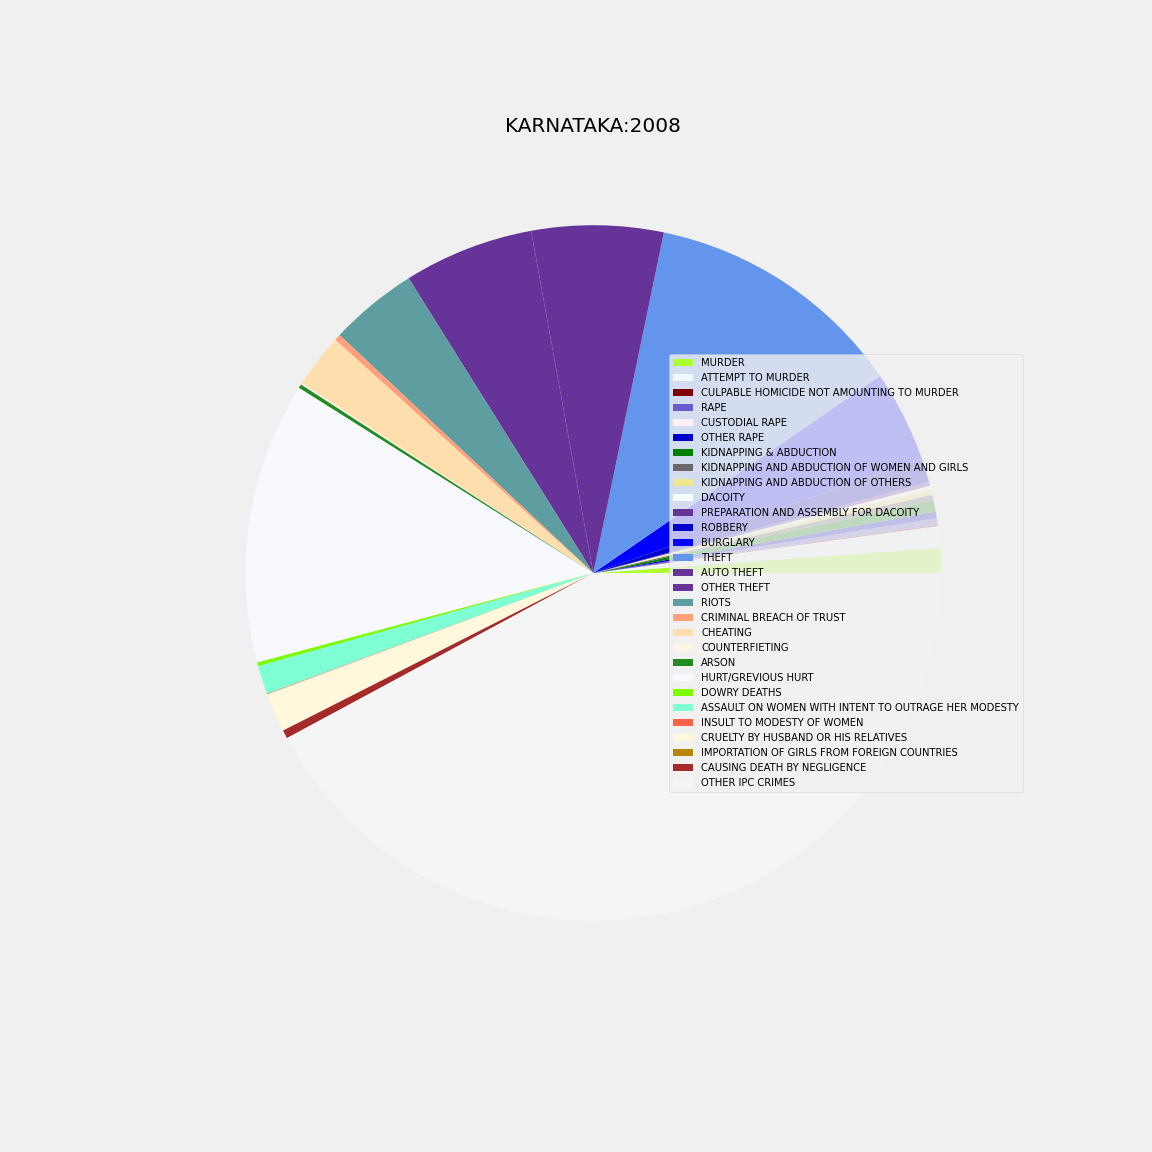 KARNATAKA:2008
MURDER
ATTEMPT TO MURDER
CULPABLE HOMICIDE NOT AMOUNTING TO MURDER
RAPE
CUSTODIAL RAPE
OTHER RAPE
KIDNAPPING & ABDUCTION
KIDNAPPING AND ABDUCTION OF WOMEN AND GIRLS
KIDNAPPING AND ABDUCTION OF OTHERS
DACOITY
PREPARATION AND ASSEMBLY FOR DACOITY
ROBBERY
BURGLARY
THEFT
AUTO THEFT
OTHER THEFT
RIOTS
CRIMINAL BREACH OF TRUST
CHEATING
COUNTERFIETING
ARSON
HURT/GREVIOUS HURT
DOWRY DEATHS
ASSAULT ON WOMEN WITH INTENT TO OUTRAGE HER MODESTY
INSULT TO MODESTY OF WOMEN
CRUELTY BY HUSBAND OR HIS RELATIVES
IMPORTATION OF GIRLS FROM FOREIGN COUNTRIES
CAUSING DEATH BY NEGLIGENCE
OTHER IPC CRIMES